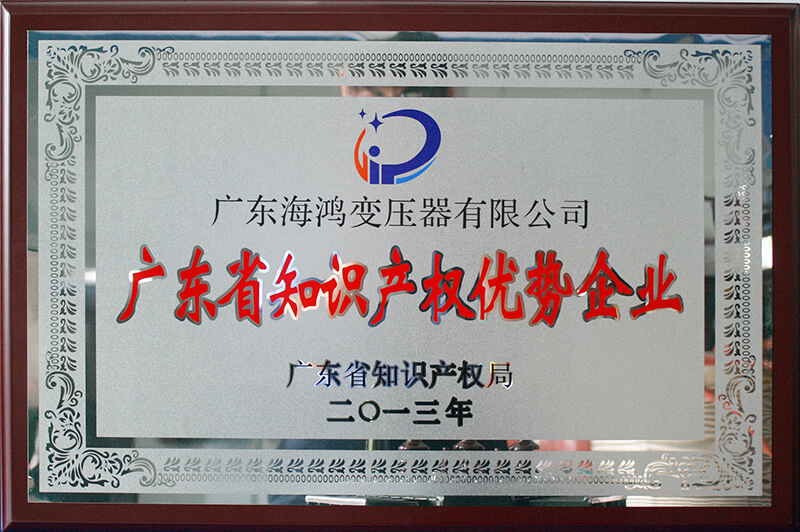 广东海鸿变压器有限公司
广东省知识产权优势企业
广东省知识产权局
二〇一三年